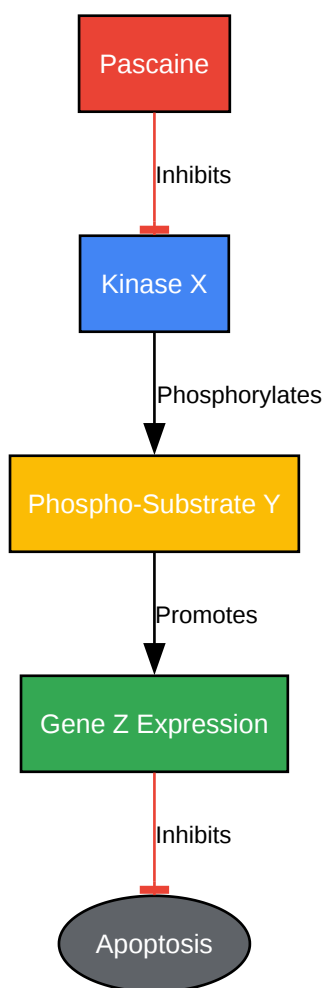 Pascaine
Inhibits
Kinase X
Phosphorylates
Phospho-Substrate Y
Promotes
Gene Z Expression
Inhibits
Apoptosis